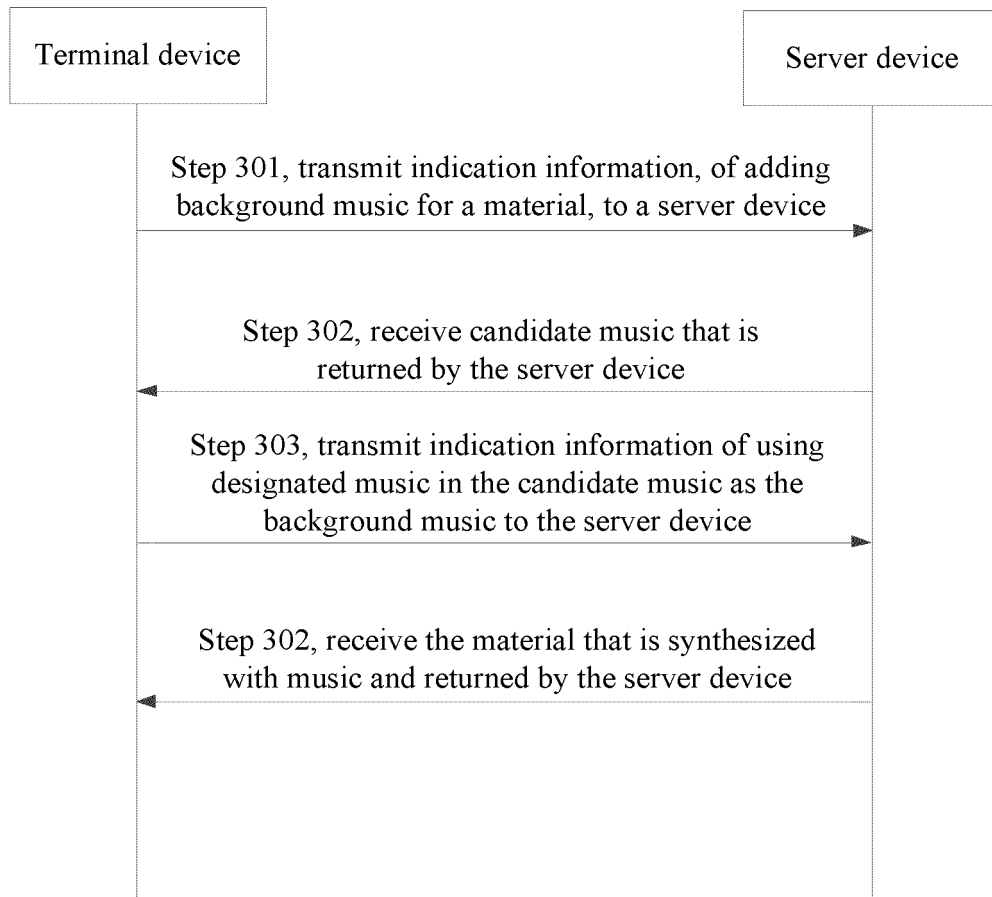 Terminal device
Server device
Step 301, transmit indication information, of adding
background music for a material, to a server device
Step 302, receive candidate music that is
returned by the server device
Step 303, transmit indication information of using
designated music in the candidate music as the
background music to the server device
Step 302, receive the material that is synthesized
with music and returned by the server device